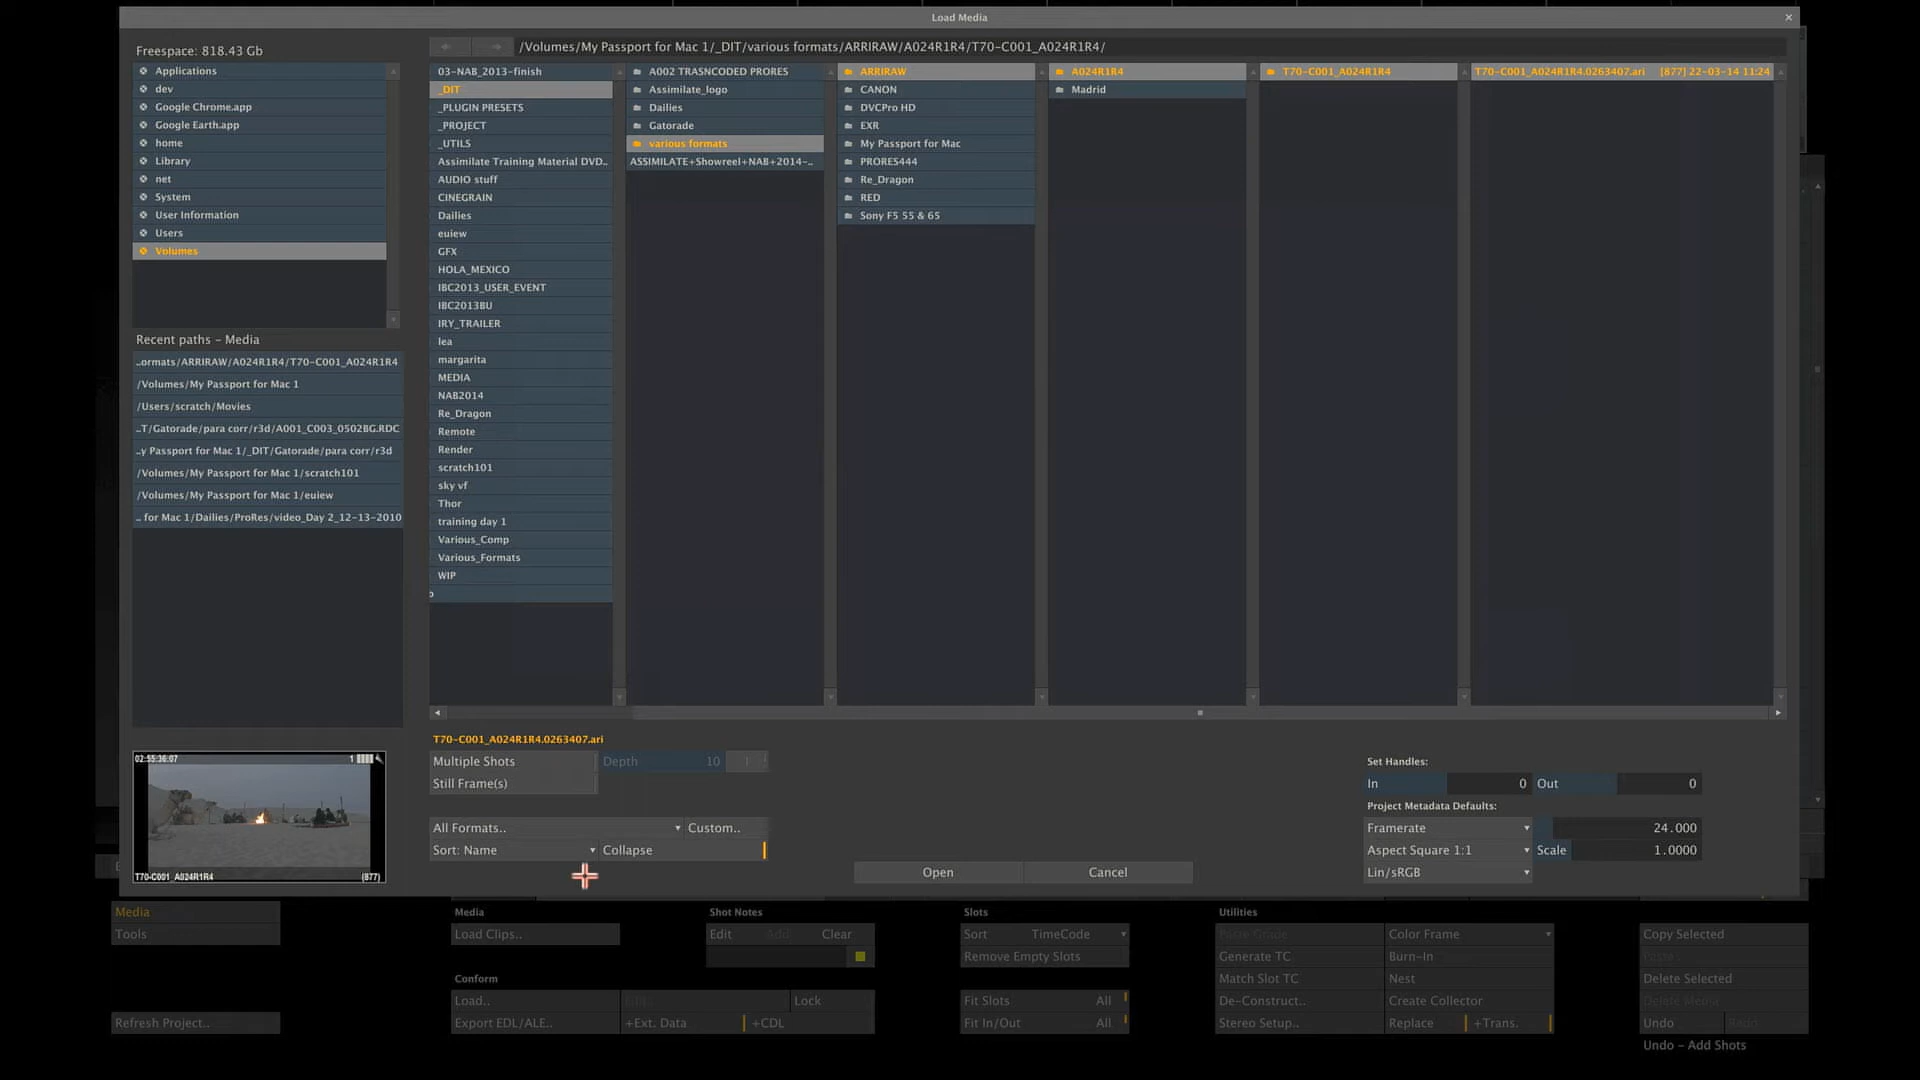 Load Media
Freespace: 818.43 Gb
/Volumes/My Passport for Mac 1/_DIT/various formats/ARRIRAW/A024R1R4/T70-C001_A024R1R4/
Applications
dev
Google Chrome.app
Google Earth.app
home
Library
net
System
User Information
Users
Volumes
Recent paths - Media
..ormats/ARRIRAW/A024R1R4/T70-C001_A024R1R4
/Volumes/My Passport for Mac 1
/Users/scratch/Movies
..T/Gatorade/para corr/r3d/A001_C003_0502BG.RDC
..y Passport for Mac 1/_DIT/Gatorade/para corr/r3d
/Volumes/My Passport for Mac 1/scratch101
/Volumes/My Passport for Mac 1/euiew
.. for Mac 1/Dailies/ProRes/video_Day 2_12-13-2010
03-NAB_2013-finish
_DIT
_PLUGIN PRESETS
_PROJECT
_UTILS
Assimilate Training Material DVD..
AUDIO stuff
CINEGRAIN
Dailies
euiew
GFX
HOLA_MEXICO
IBC2013_USER_EVENT
IBC2013BU
IRY_TRAILER
lea
margarita
MEDIA
NAB2014
Re_Dragon
Remote
Render
scratch101
sky vf
Thor
training day 1
Various_Comp
Various_Formats
WIP
A002 TRASNCODED PRORES
Assimilate_logo
Dailies
Gatorade
various formats
ASSIMILATE+Showreel+NAB+2014-..
ARRIRAW
CANON
DVCPro HD
EXR
My Passport for Mac
PRORES444
Re_Dragon
RED
Sony F5 55 & 65
A024R1R4
Madrid
T70-C001_A024R1R4
T70-C001_A024R1R4.0263407.ari [877] 22-03-14 11:24
02:55:36:07 1
T70-C001_A024R1R4 (877)
T70-C001_A024R1R4.0263407.ari
Multiple Shots Depth 10
Still Frame(s)
All Formats.. Custom..
Sort: Name Collapse
Open Cancel
Set Handles:
In 0 Out 0
Project Metadata Defaults:
Framerate 24.000
Aspect Square 1:1 Scale 1.0000
Lin/sRGB
Media
Tools
Refresh Project..
Media
Load Clips..
Conform
Load.. Lock
Export EDL/ALE.. +Ext. Data +CDL
Shot Notes
Edit Add Clear
Slots
Sort TimeCode
Remove Empty Slots
Fit Slots All
Fit In/Out All
Utilities
Paste Grade Color Frame
Generate TC Burn-In
Match Slot TC Nest
De-Construct.. Create Collector
Stereo Setup.. Replace +Trans.
Copy Selected
Delete Selected
Delete Media
Undo Redo
Undo - Add Shots